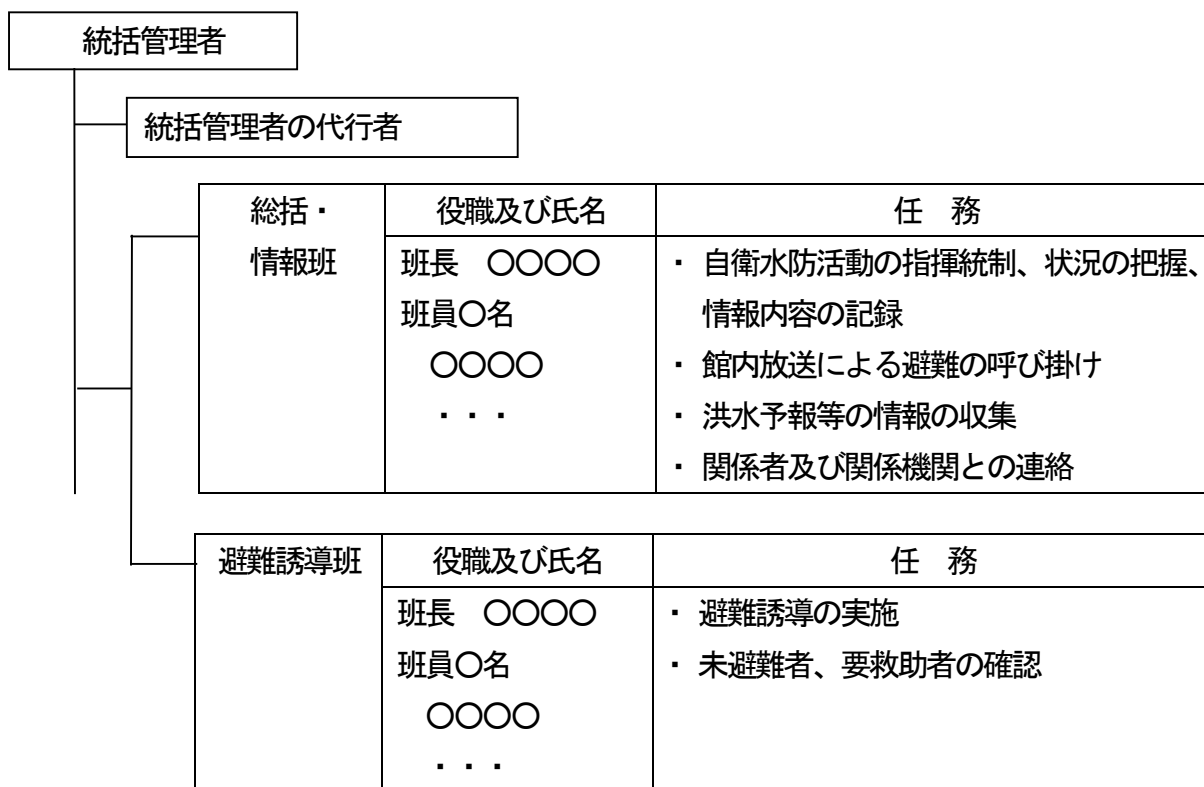 統括管理者
統括管理者の代行者
総括・
情報班
役職及び氏名
任　務
班長　〇〇〇〇
班員〇名
〇〇〇〇
・・・
・ 自衛水防活動の指揮統制、状況の把握、
情報内容の記録
・ 館内放送による避難の呼び掛け
・ 洪水予報等の情報の収集
・ 関係者及び関係機関との連絡
避難誘導班
役職及び氏名
任　務
班長　〇〇〇〇
班員〇名
〇〇〇〇
・・・
・ 避難誘導の実施
・ 未避難者、要救助者の確認